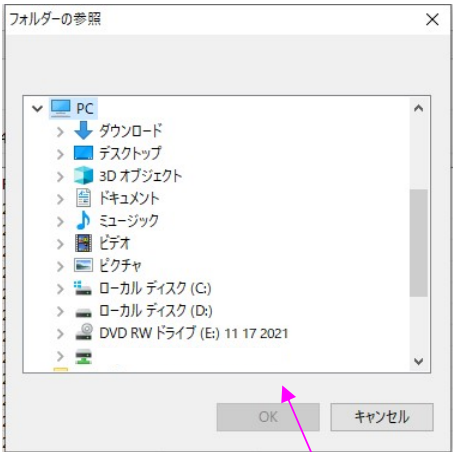 フォルダーの参照
PC
ダウンロード
デスクトップ
3D オブジェクト
ドキュメント
ミュージック
ビデオ
ピクチャ
ローカル ディスク (C:)
ローカル ディスク (D:)
DVD RW ドライブ (E:) 11 17 2021
OK
キャンセル